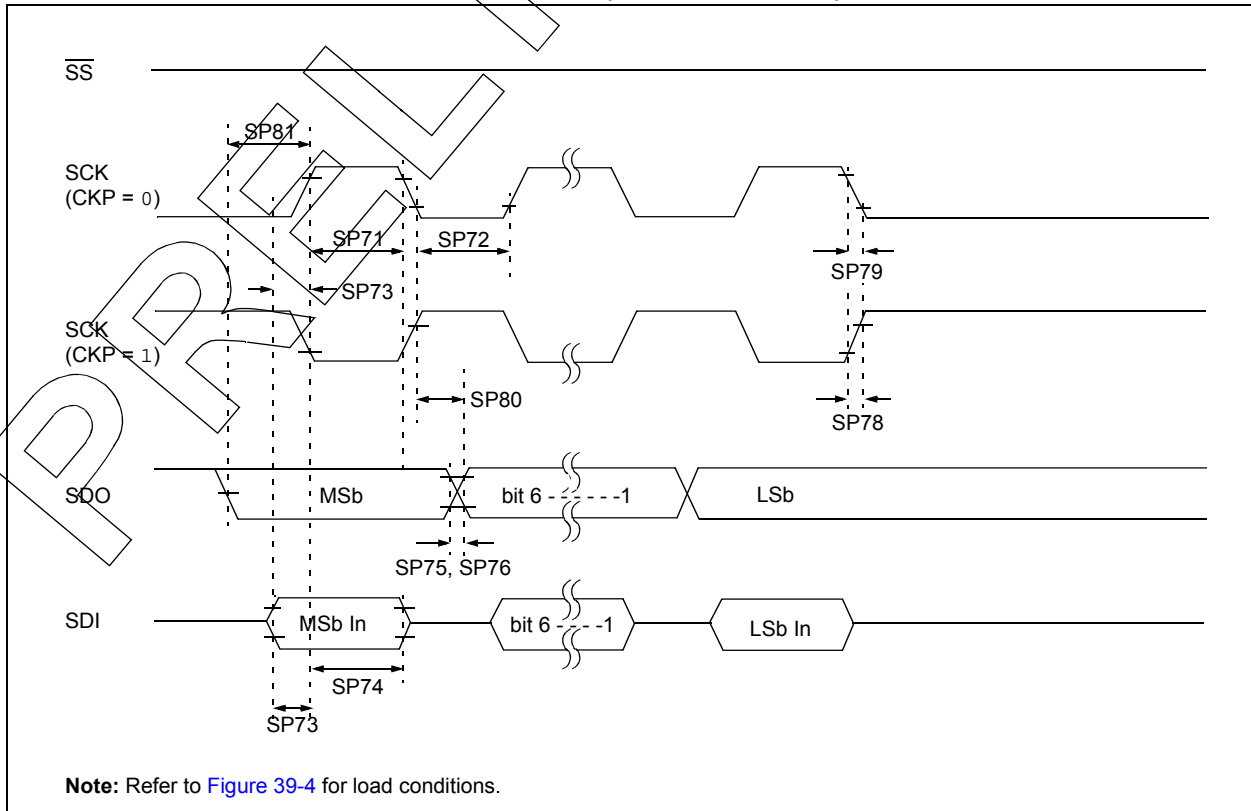 SS
SP81
SCK
(CKP = 0)
SP71
SP72
SP79
SP73
SCK
(CKP = 1)
SP80
SP78
SDO
MSb
bit 6 - - - - - -1
LSb
SP75, SP76
SDI
MSb In
bit 6 - - - -1
LSb In
SP74
SP73
Note: Refer to Figure 39-4 for load conditions.
PREL